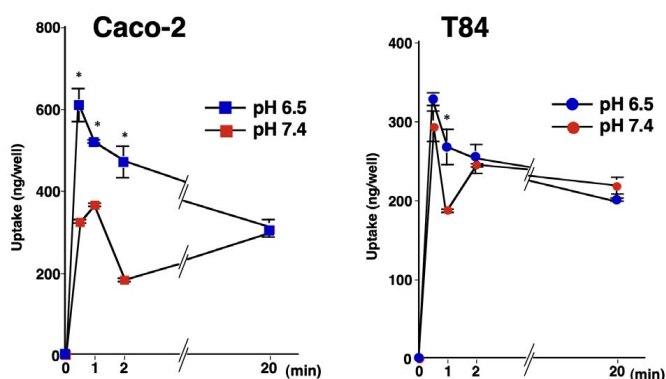 Caco-2
800
600
400
200
0
Uptake (ng/well)
*
*
*
pH 6.5
pH 7.4
0 1 2 20 (min)
T84
400
300
200
100
0
Uptake (ng/well)
*
pH 6.5
pH 7.4
0 1 2 20 (min)